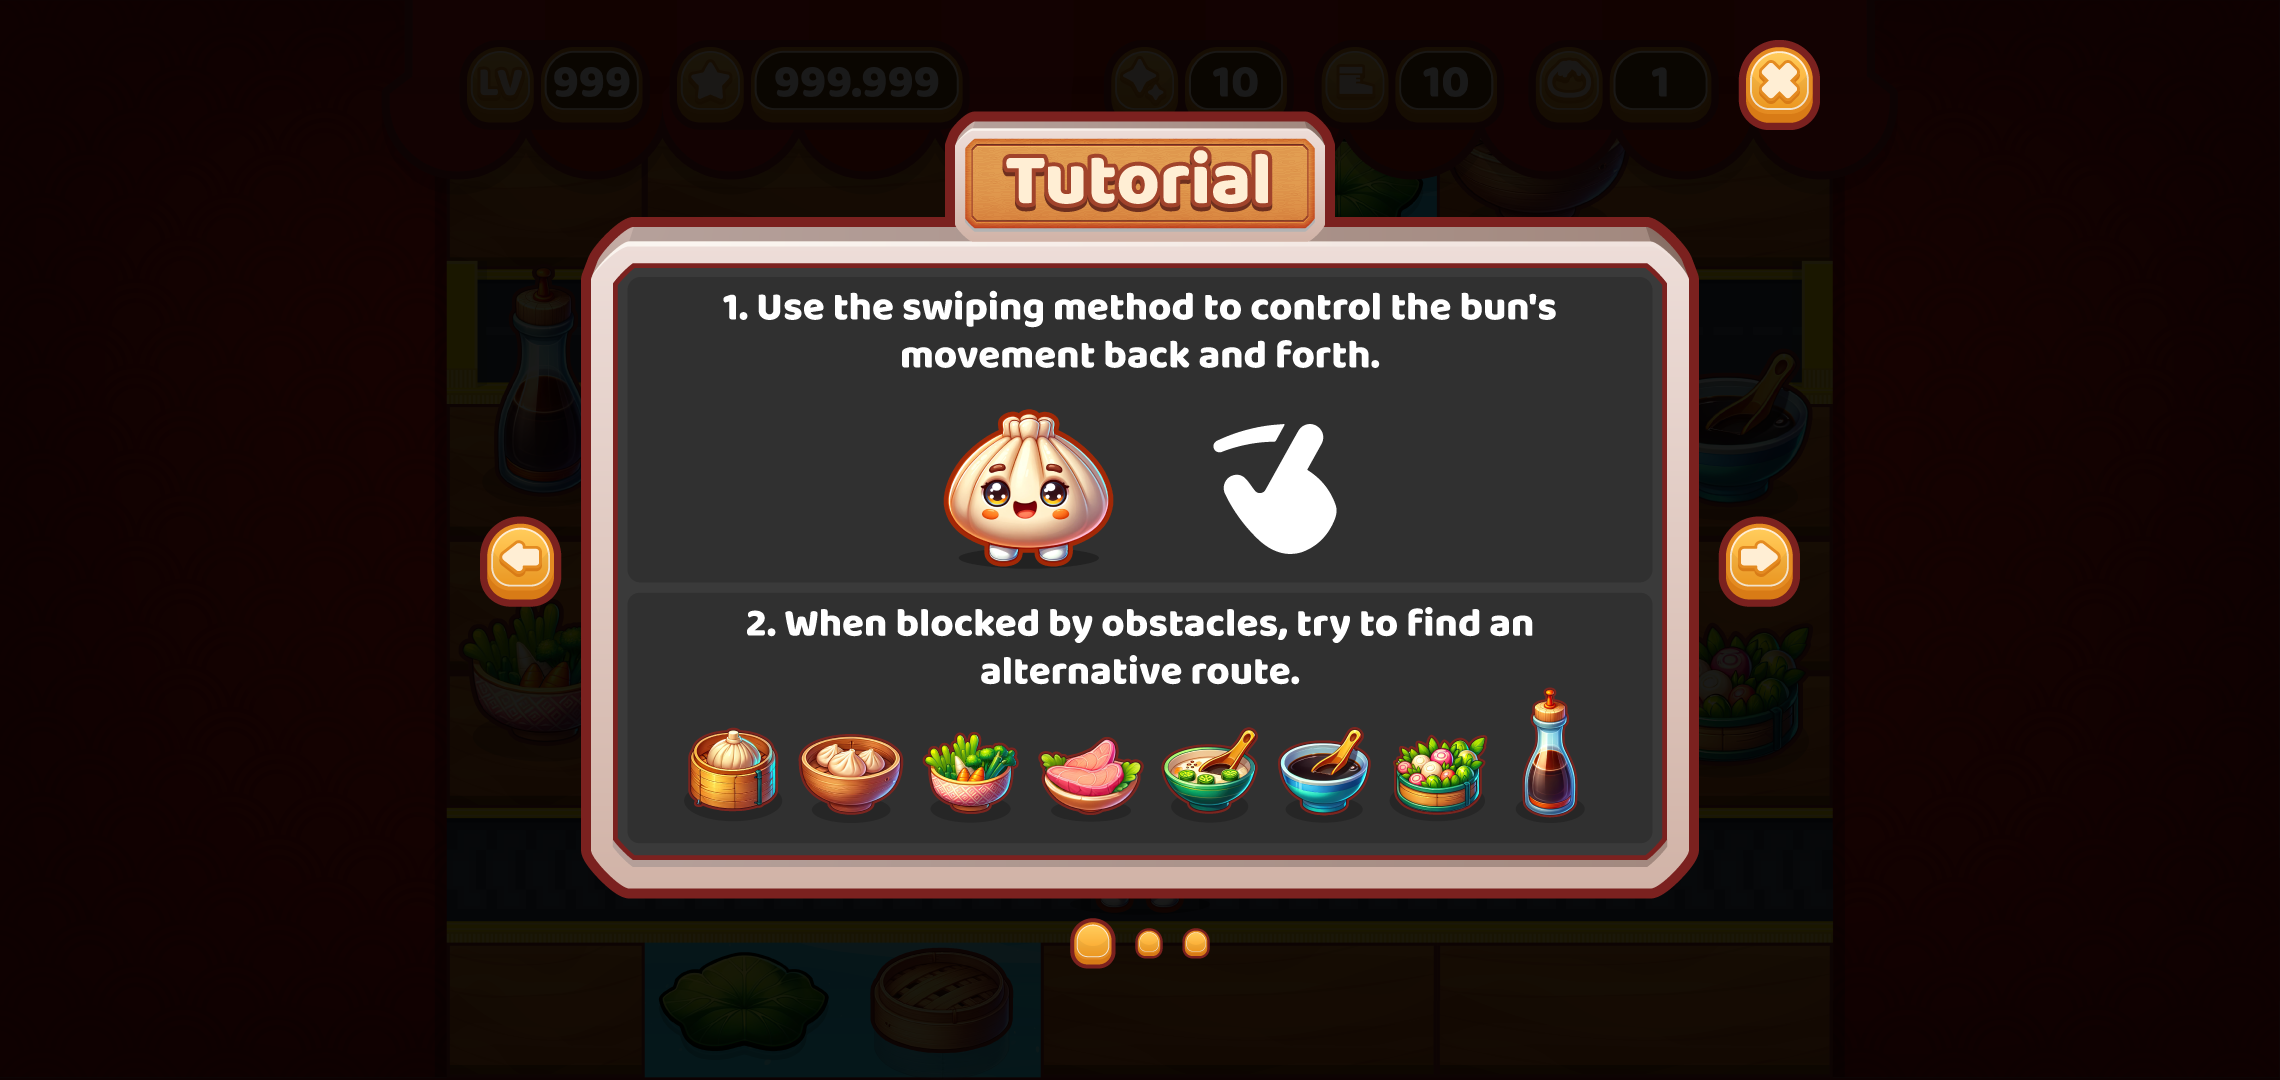 LV 999 999.999 10 10 1
Tutorial
1. Use the swiping method to control the bun's
movement back and forth.
2. When blocked by obstacles, try to find an
alternative route.